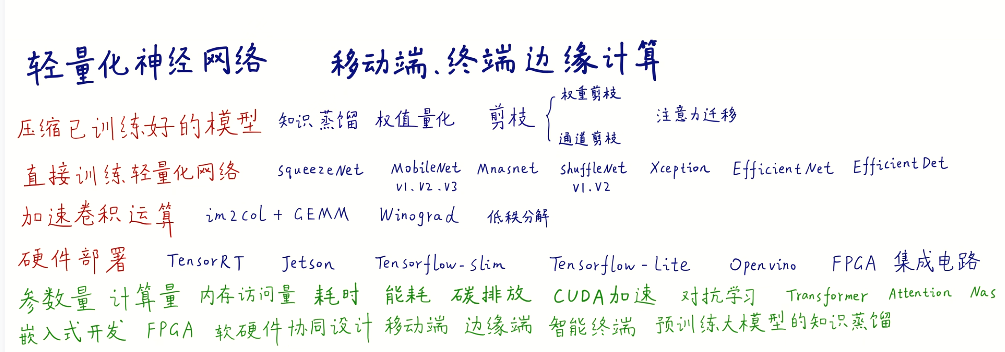 轻量化神经网络 移动端、终端边缘计算
压缩已训练好的模型 知识蒸馏 权值量化 剪枝 { 权重剪枝 通道剪枝 注意力迁移
直接训练轻量化网络 squeezeNet MobileNet V1.V2.V3 Mnasnet shuffleNet V1.V2 Xception EfficientNet EfficientDet
加速卷积运算 im2col + GEMM Winograd 低秩分解
硬件部署 TensorRT Jetson Tensorflow-slim Tensorflow-Lite Openvino FPGA 集成电路
参数量 计算量 内存访问量 耗时 能耗 碳排放 CUDA加速 对抗学习 Transformer Attention Nas
嵌入式开发 FPGA 软硬件协同设计 移动端 边缘端 智能终端 预训练大模型的知识蒸馏